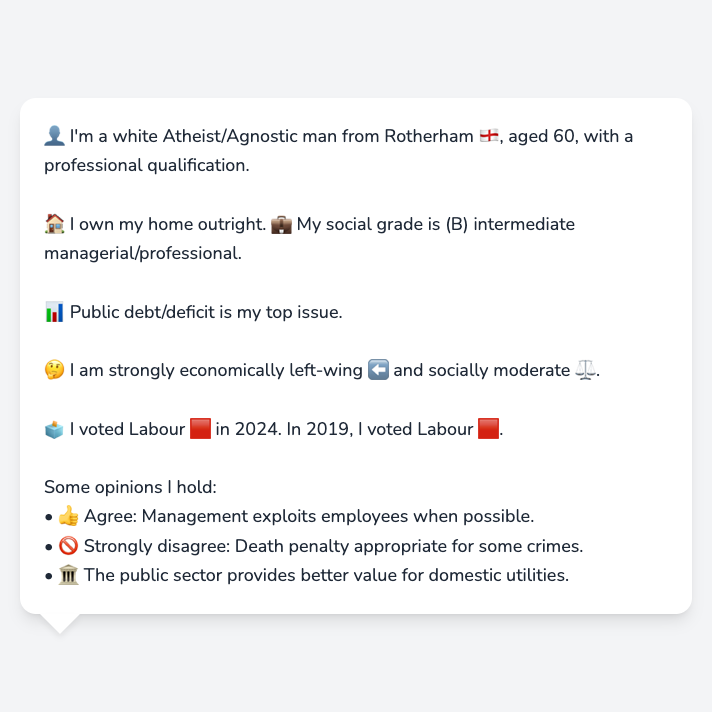 👤 I'm a white Atheist/Agnostic man from Rotherham 🏴󠁧󠁢󠁥󠁮󠁧󠁿, aged 60, with a
professional qualification.
🏠 I own my home outright. 💼 My social grade is (B) intermediate
managerial/professional.
📊 Public debt/deficit is my top issue.
🤔 I am strongly economically left-wing ⬅️ and socially moderate ⚖️.
🗳️ I voted Labour 🟥 in 2024. In 2019, I voted Labour 🟥.
Some opinions I hold:
• 👍 Agree: Management exploits employees when possible.
• 🚫 Strongly disagree: Death penalty appropriate for some crimes.
• 🏛️ The public sector provides better value for domestic utilities.